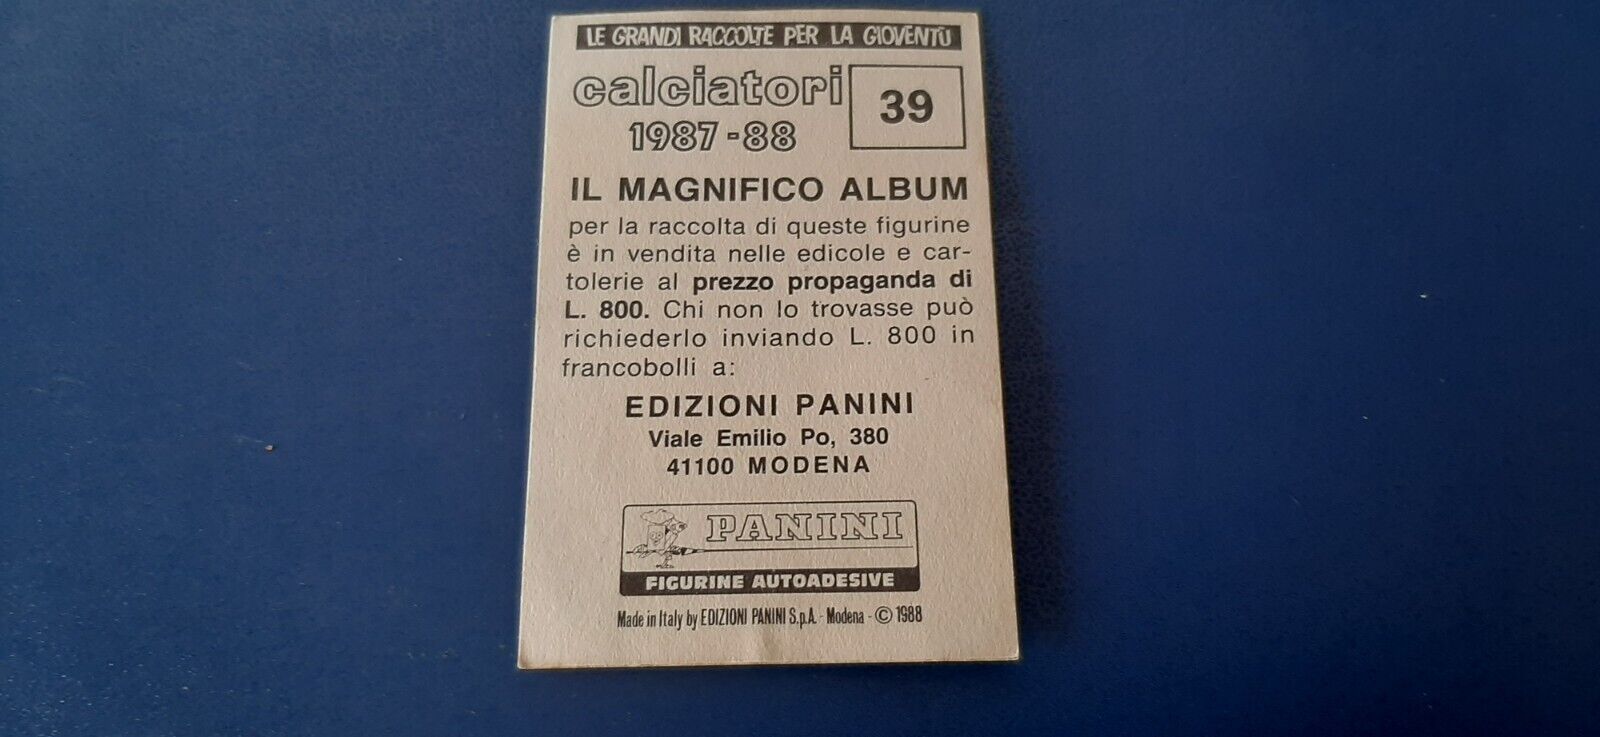 LE GRANDI RACCOLTE PER LA GIOVENTÙ
calciatori
1987-88
39
IL MAGNIFICO ALBUM
per la raccolta di queste figurine
è in vendita nelle edicole e car-
tolerie al prezzo propaganda di
L. 800. Chi non lo trovasse può
richiederlo inviando L. 800 in
francobolli a:
EDIZIONI PANINI
Viale Emilio Po, 380
41100 MODENA
PANINI
FIGURINE AUTOADESIVE
Made in Italy by EDIZIONI PANINI S.p.A. - Modena - © 1988